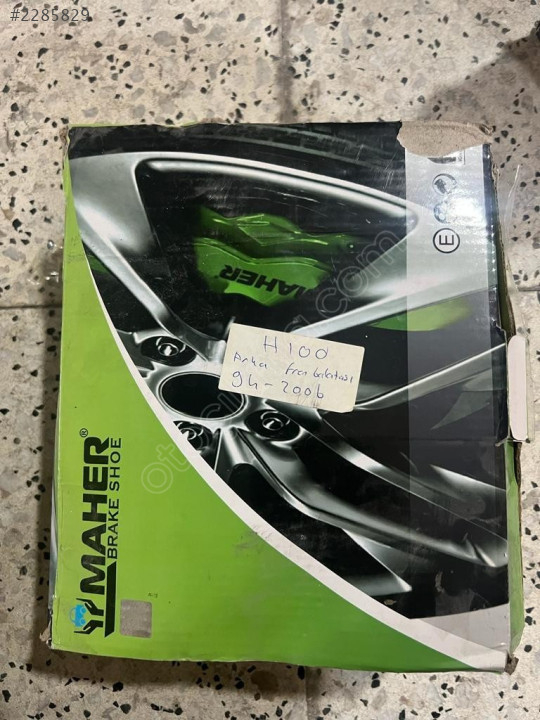 #2285829
MAHER
E
H100
Arka fren balatası
94-2006
MAHER®
BRAKE SHOE